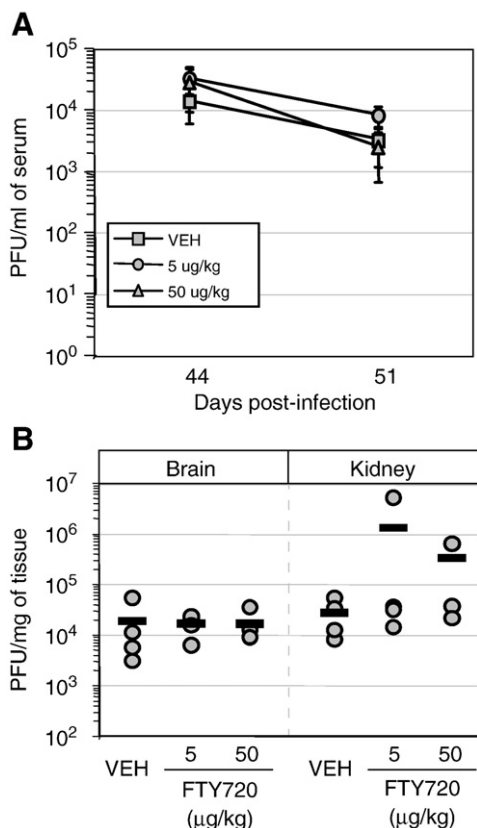 A
10^5
10^4
10^3
10^2
10^1
10^0
PFU/ml of serum
VEH
5 ug/kg
50 ug/kg
44 51
Days post-infection
B
Brain Kidney
10^7
10^6
10^5
10^4
10^3
10^2
PFU/mg of tissue
VEH 5 50 VEH 5 50
FTY720 FTY720
(μg/kg) (μg/kg)